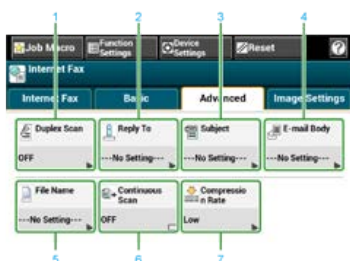 1 2 3 4
Job Macro Function Settings Device Settings Reset ?
Internet Fax
Internet Fax Basic Advanced Image Settings
Duplex Scan Reply To Subject E-mail Body
OFF ---No Setting--- ---No Setting--- ---No Setting---
File Name Continuous Scan Compressio n Rate
---No Setting--- OFF Low
5 6 7